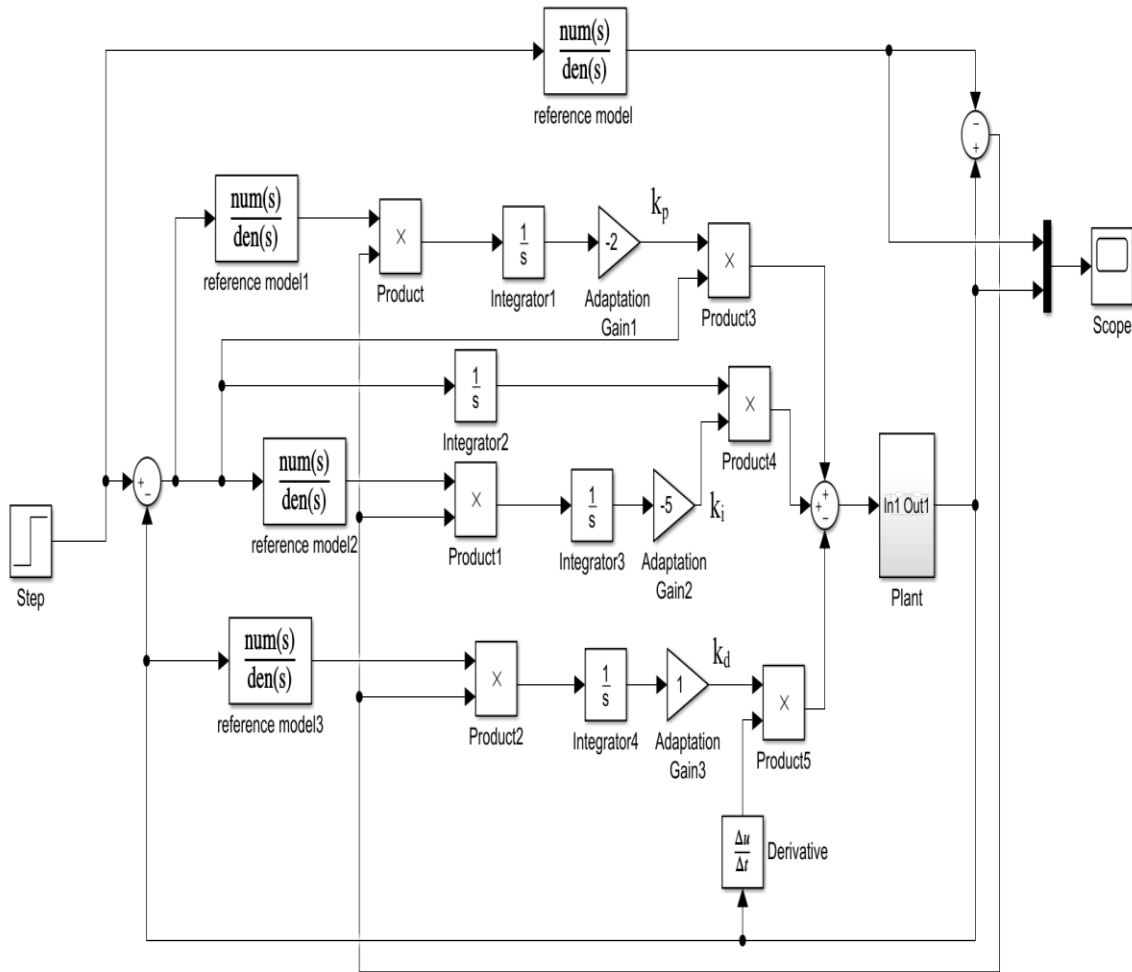 num(s)
den(s)
reference model
−
+
num(s)
den(s)
reference model1
×
Product
1
s
Integrator1
-2
Adaptation
Gain1
kp
×
Product3
Scope
1
s
Integrator2
×
Product4
+
−
num(s)
den(s)
reference model2
×
Product1
1
s
Integrator3
-5
Adaptation
Gain2
ki
+
+
−
In1 Out1
Plant
Step
num(s)
den(s)
reference model3
×
Product2
1
s
Integrator4
1
Adaptation
Gain3
kd
×
Product5
Δu
Δt
Derivative